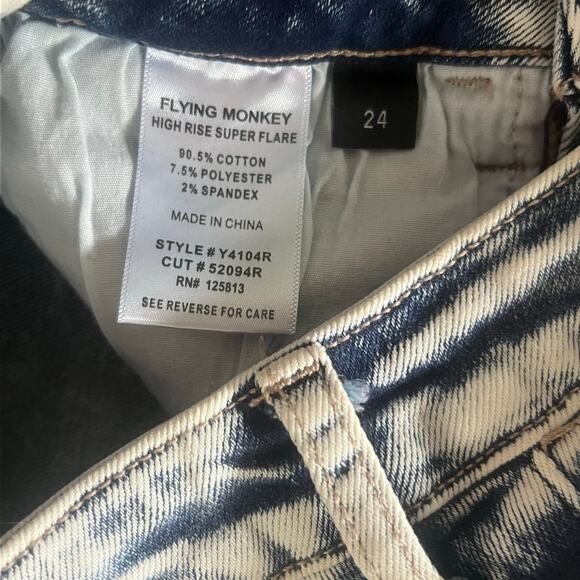 FLYING MONKEY
HIGH RISE SUPER FLARE
90.5% COTTON
7.5% POLYESTER
2% SPANDEX
MADE IN CHINA
STYLE # Y4104R
CUT # 52094R
RN# 125813
SEE REVERSE FOR CARE
24